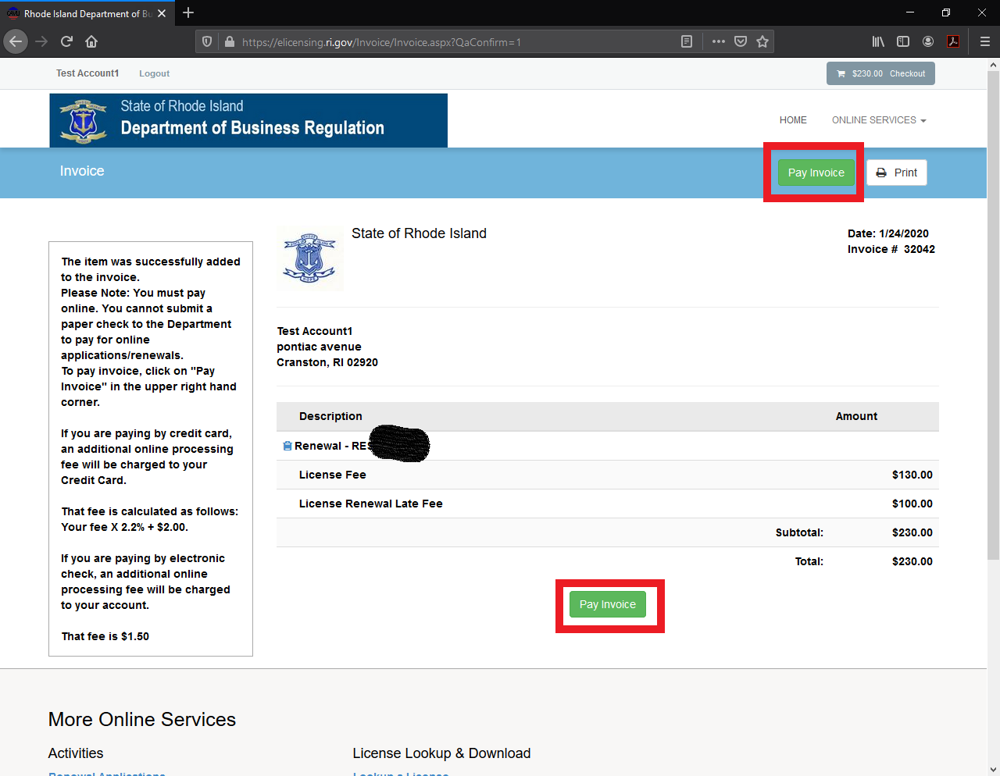 Rhode Island Department of Bu
https://elicensing.ri.gov/Invoice/Invoice.aspx?QaConfirm=1
Test Account1 Logout
$230.00 Checkout
State of Rhode Island
Department of Business Regulation
HOME ONLINE SERVICES
Invoice
Pay Invoice
Print
The item was successfully added
to the invoice.
Please Note: You must pay
online. You cannot submit a
paper check to the Department
to pay for online
applications/renewals.
To pay invoice, click on "Pay
Invoice" in the upper right hand
corner.
If you are paying by credit card,
an additional online processing
fee will be charged to your
Credit Card.
That fee is calculated as follows:
Your fee X 2.2% + $2.00.
If you are paying by electronic
check, an additional online
processing fee will be charged
to your account.
That fee is $1.50
State of Rhode Island
Date: 1/24/2020
Invoice # 32042
Test Account1
pontiac avenue
Cranston, RI 02920
Description Amount
Renewal - RES
License Fee $130.00
License Renewal Late Fee $100.00
Subtotal: $230.00
Total: $230.00
Pay Invoice
More Online Services
Activities
Renewal Applications
License Lookup & Download
Lookup a License